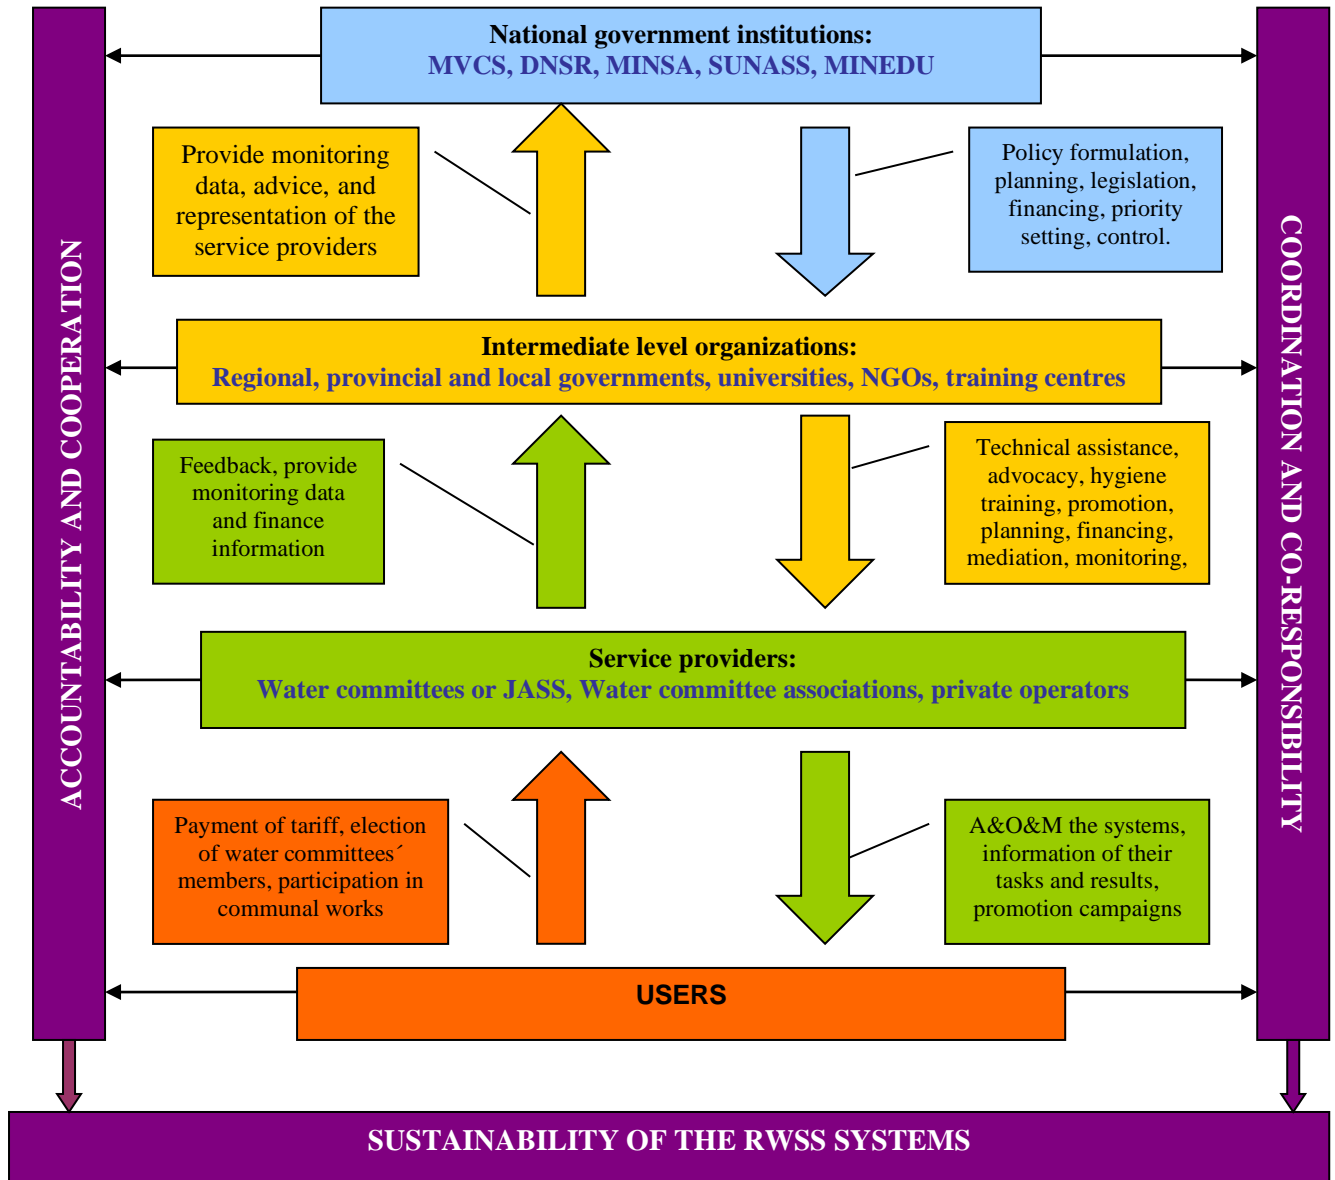 National government institutions:
MVCS, DNSR, MINSA, SUNASS, MINEDU
Provide monitoring
data, advice, and
representation of the
service providers
Policy formulation,
planning, legislation,
financing, priority
setting, control.
ACCOUNTABILITY AND COOPERATION
COORDINATION AND CO-RESPONSIBILITY
Intermediate level organizations:
Regional, provincial and local governments, universities, NGOs, training centres
Feedback, provide
monitoring data
and finance
information
Technical assistance,
advocacy, hygiene
training, promotion,
planning, financing,
mediation, monitoring,
Service providers:
Water committees or JASS, Water committee associations, private operators
Payment of tariff, election
of water committees´
members, participation in
communal works
A&O&M the systems,
information of their
tasks and results,
promotion campaigns
USERS
SUSTAINABILITY OF THE RWSS SYSTEMS